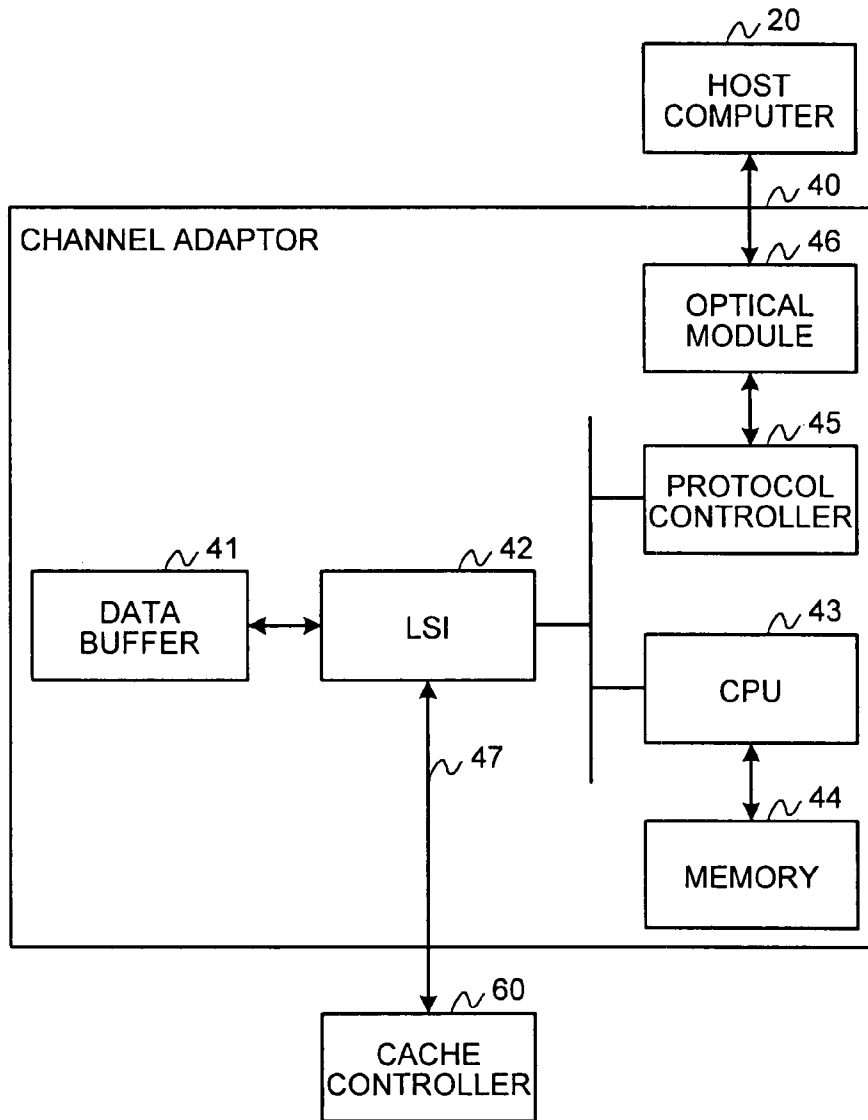 20
HOST
COMPUTER
40
CHANNEL ADAPTOR
46
OPTICAL
MODULE
45
PROTOCOL
CONTROLLER
41
DATA
BUFFER
42
LSI
43
CPU
47
44
MEMORY
60
CACHE
CONTROLLER